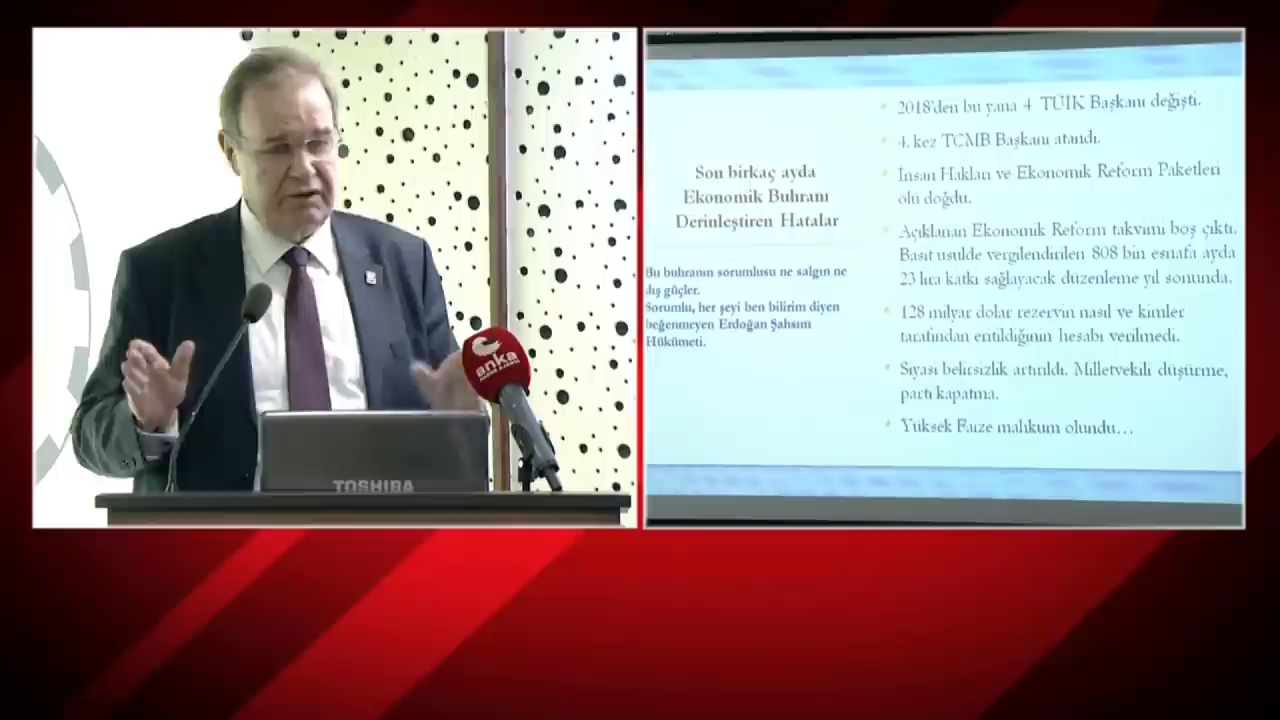 anka
TOSHIBA
Son birkaç ayda
Ekonomik Buhranı
Derinleştiren Hatalar
Bu buhranın sorumlusu ne salgın ne
dış güçler.
Sorumlu, her şeyi ben bilirim diyen
beğenmeyen Erdoğan Şahsım
Hükümeti.
2018'den bu yana 4 TÜİK Başkanı değişti.
4. kez TCMB Başkanı atandı.
İnsan Hakları ve Ekonomik Reform Paketleri
ölü doğdu.
Açıklanan Ekonomik Reform takvimi boş çıktı.
Basit usulde vergilendirilen 808 bin esnafa ayda
23 lira katkı sağlayacak düzenleme yıl sonunda.
128 milyar dolar rezervin nasıl ve kimler
tarafından eritildiğinin hesabı verilmedi.
Siyasi belirsizlik artırıldı. Milletvekili düşürme,
parti kapatma.
Yüksek Faize mahkum olundu…